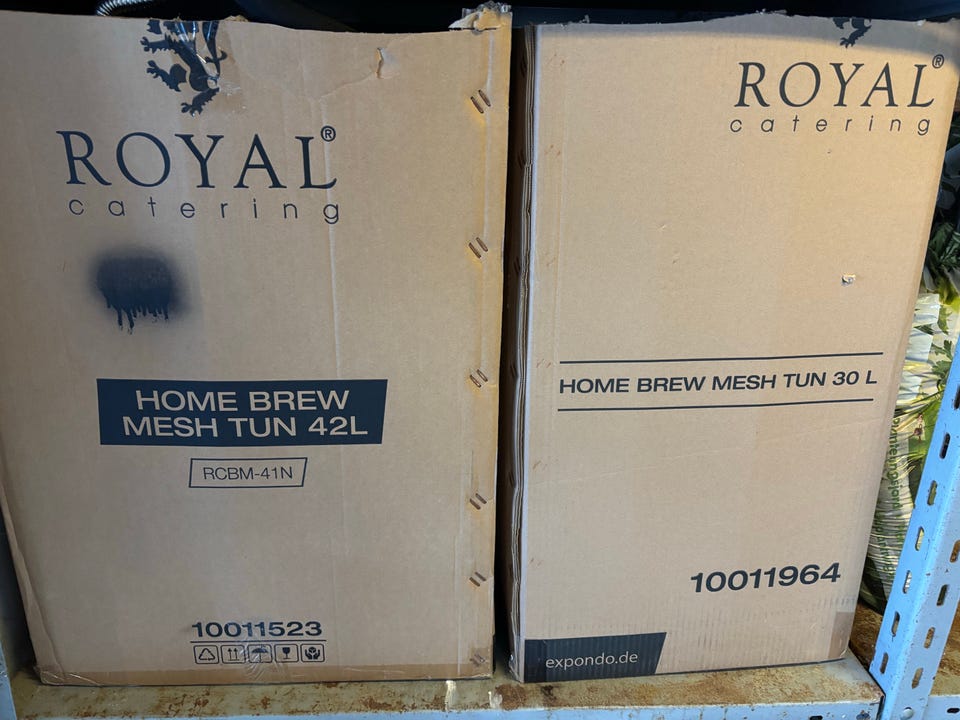 ROYAL®
catering
HOME BREW
MESH TUN 42L
RCBM-41N
10011523
ROYAL®
catering
HOME BREW MESH TUN 30 L
10011964
expondo.de